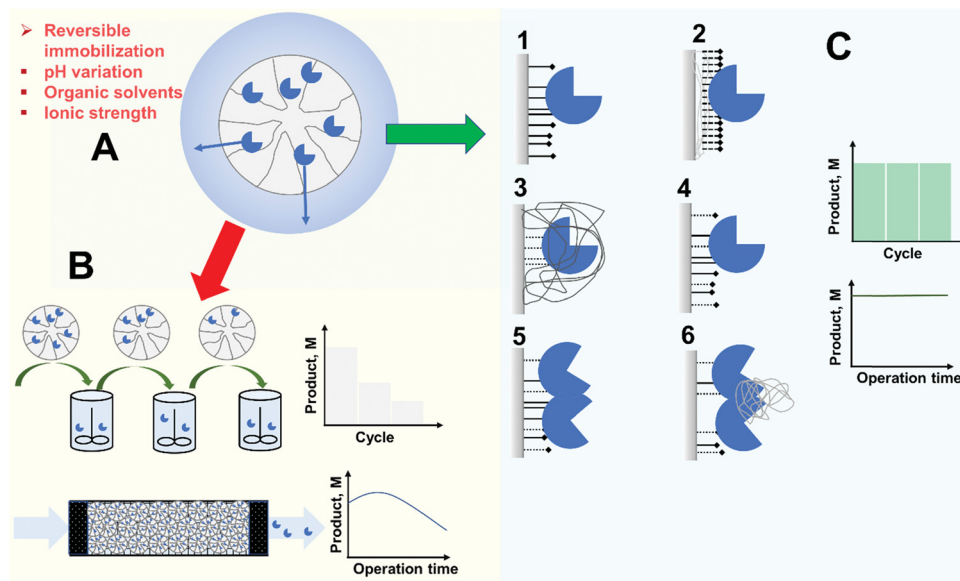 ➢ Reversible
immobilization
▪ pH variation
▪ Organic solvents
▪ Ionic strength
A
B
Product, M
Cycle
Product, M
Operation time
1
2
3
4
5
6
C
Product, M
Cycle
Product, M
Operation time